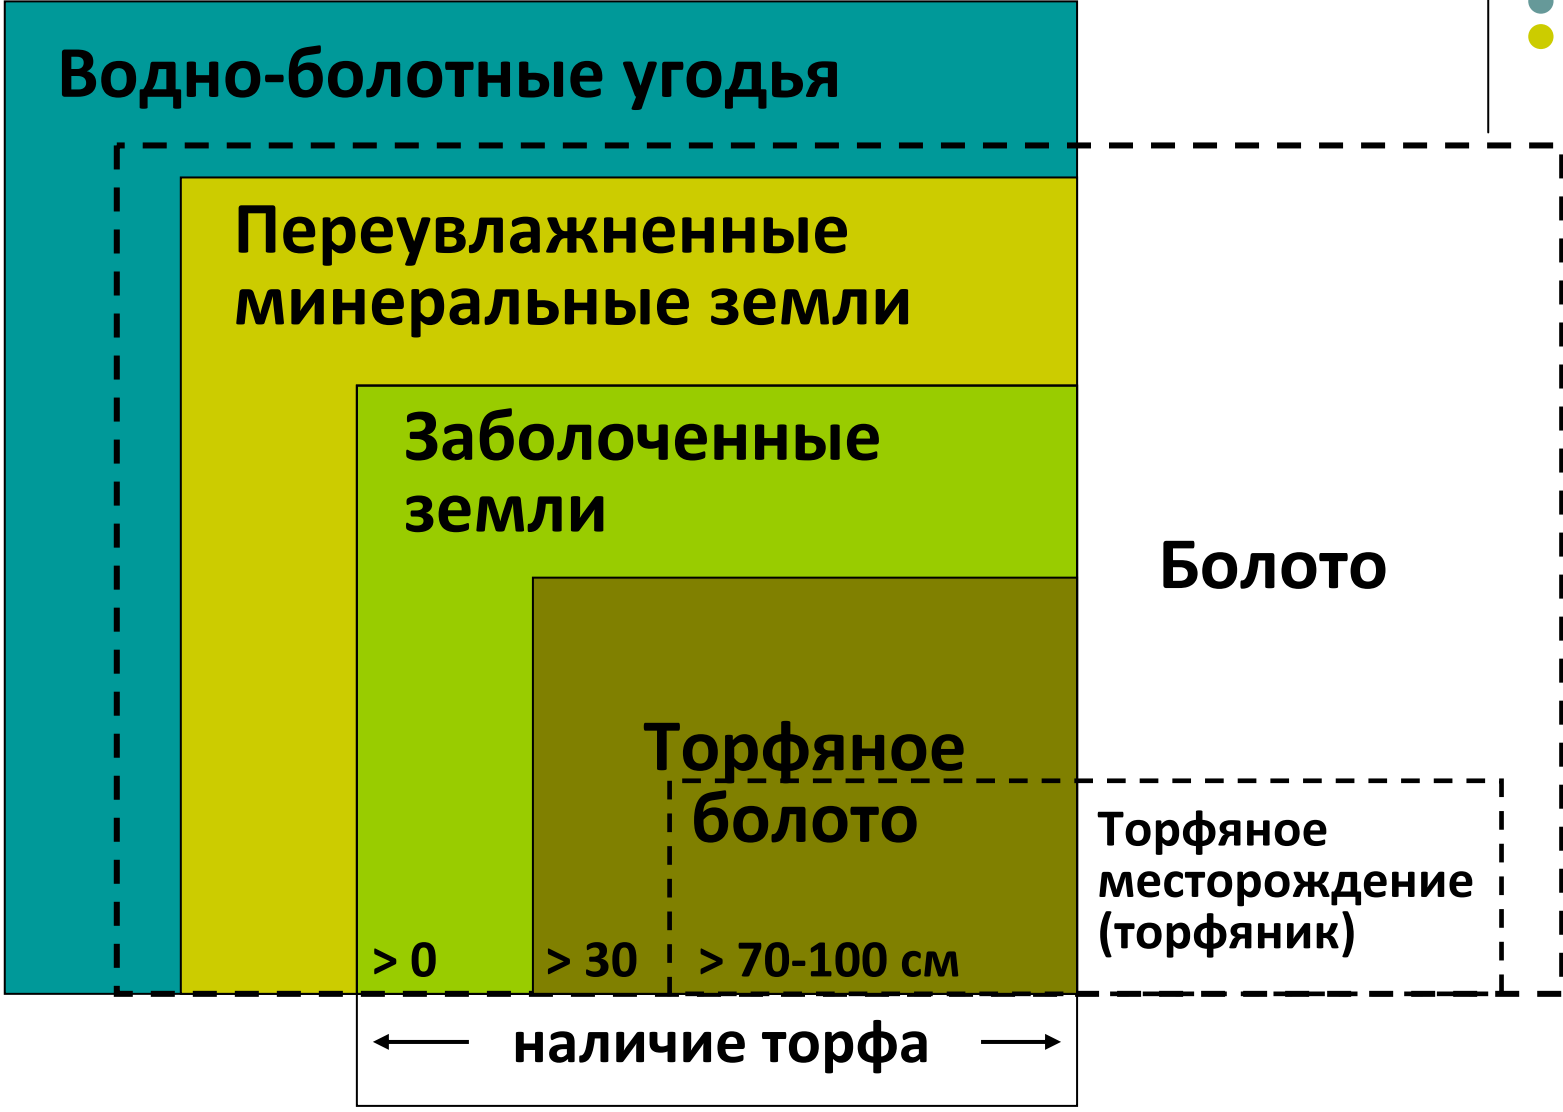 Водно-болотные угодья
Переувлажненные
минеральные земли
Заболоченные
земли
Болото
Торфяное
болото
Торфяное
месторождение
(торфяник)
> 0
> 30
> 70-100 см
наличие торфа